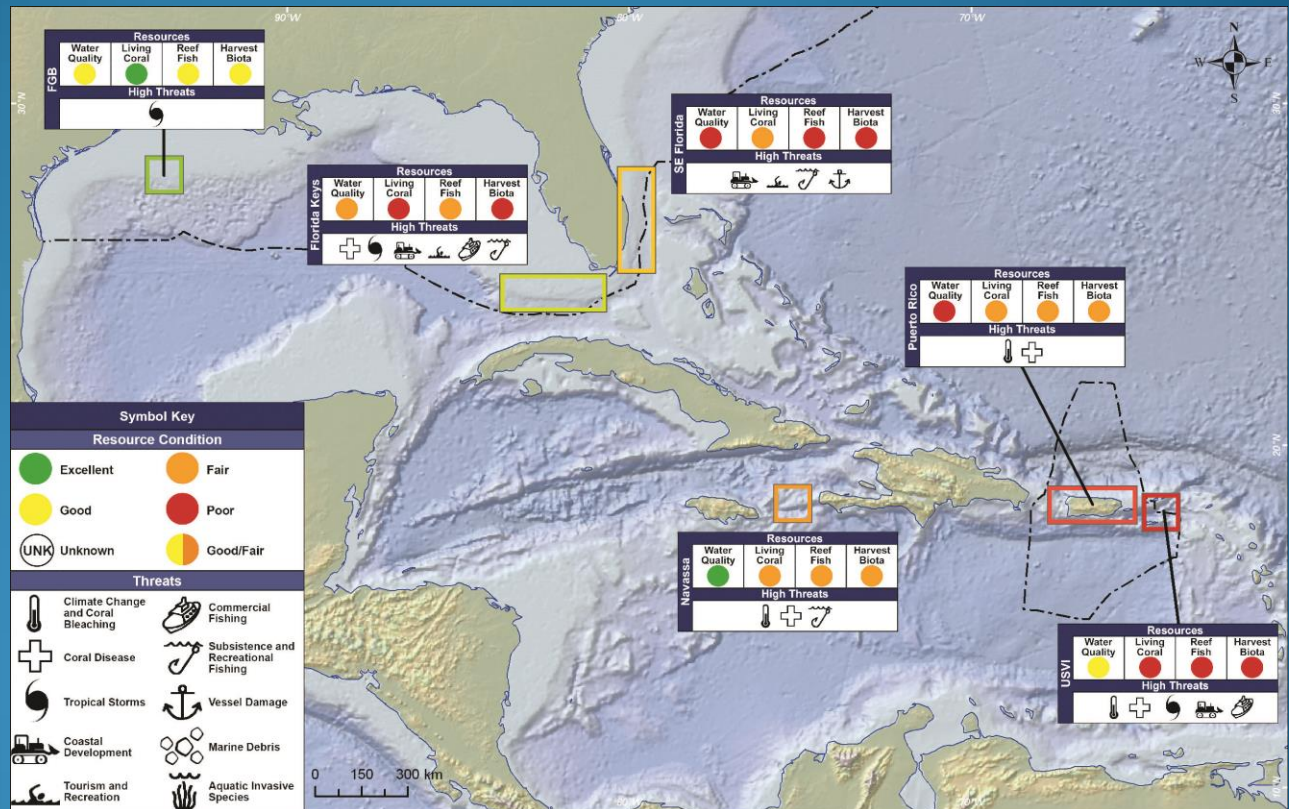 90°W
50°W
70°W
N
W E
S
30°N
30°N
20°N
10°N
50°W
70°W
FGB
Resources
Water Quality
Living Coral
Reef Fish
Harvest Biota
High Threats
SE Florida
Resources
Water Quality
Living Coral
Reef Fish
Harvest Biota
High Threats
Florida Keys
Resources
Water Quality
Living Coral
Reef Fish
Harvest Biota
High Threats
Puerto Rico
Resources
Water Quality
Living Coral
Reef Fish
Harvest Biota
High Threats
Navassa
Resources
Water Quality
Living Coral
Reef Fish
Harvest Biota
High Threats
USVI
Resources
Water Quality
Living Coral
Reef Fish
Harvest Biota
High Threats
Symbol Key
Resource Condition
Excellent
Fair
Good
Poor
UNK Unknown
Good/Fair
Threats
Climate Change
and Coral
Bleaching
Commercial
Fishing
Coral Disease
Subsistence and
Recreational
Fishing
Tropical Storms
Vessel Damage
Coastal
Development
Marine Debris
Tourism and
Recreation
Aquatic Invasive
Species
0 150 300 km